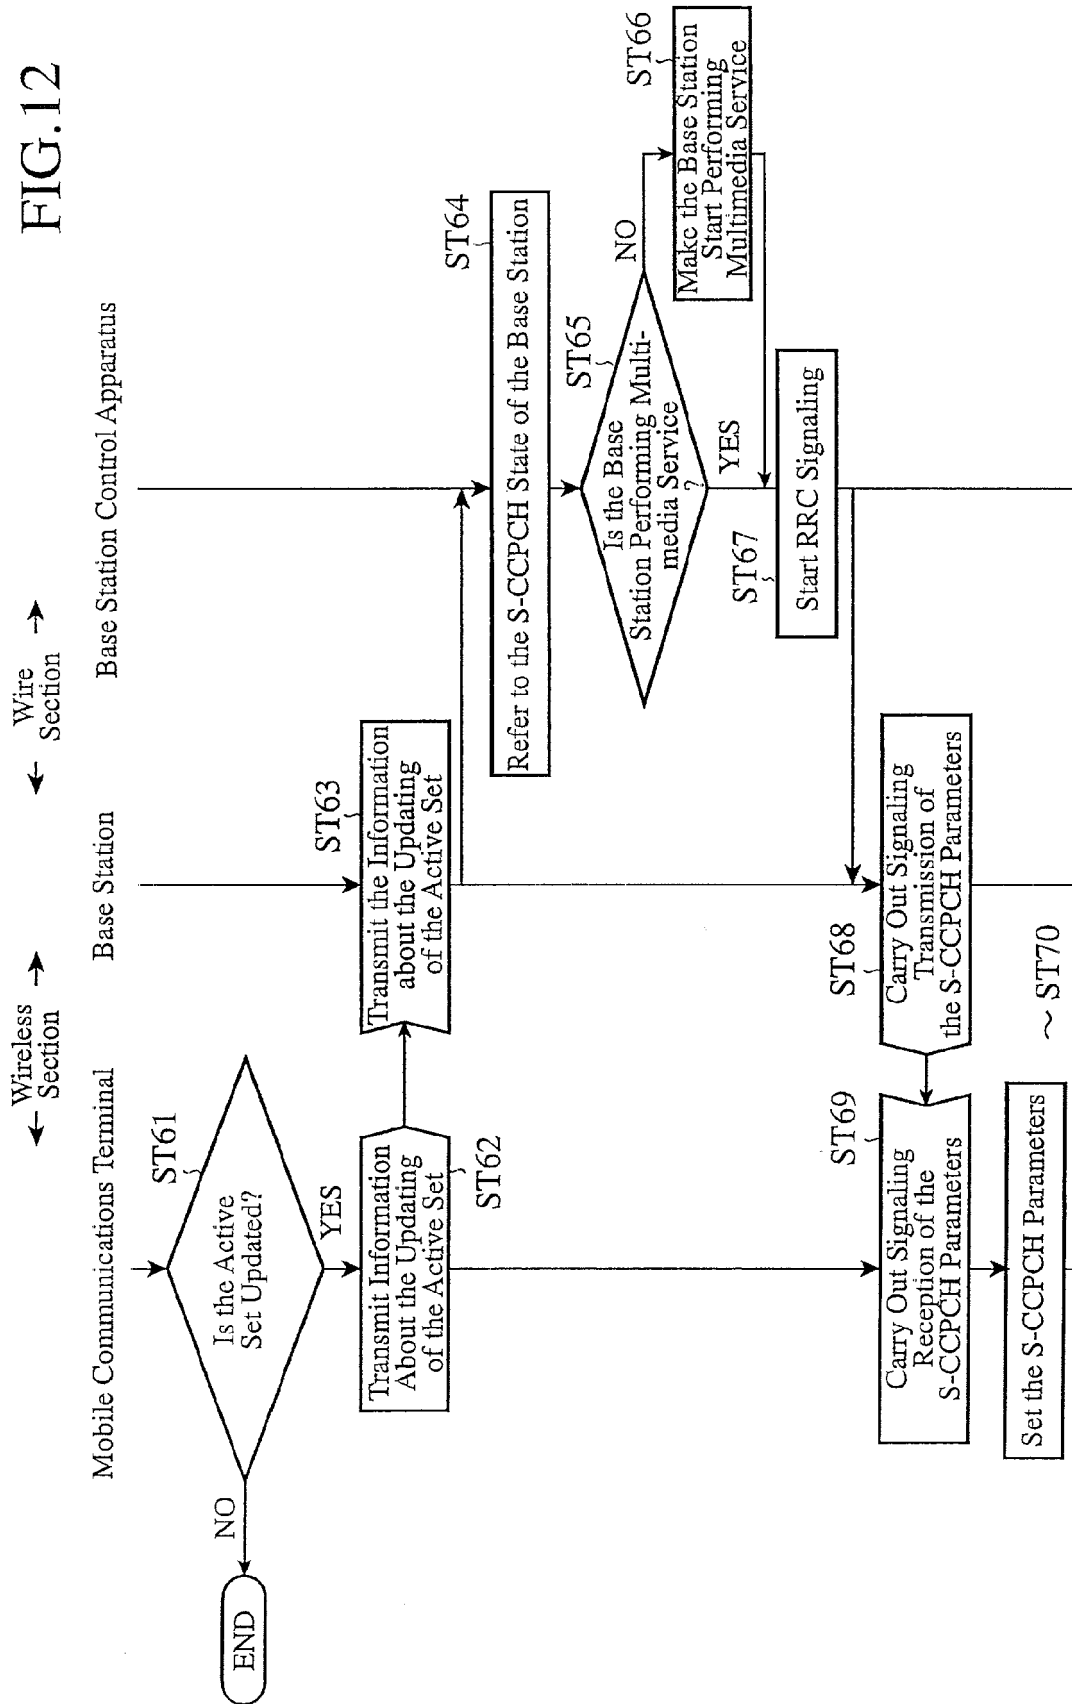 FIG.12
Wireless
Section
Wire
Section
Mobile Communications Terminal
Base Station
Base Station Control Apparatus
ST61
Is the Active
Set Updated?
NO
END
YES
Transmit Information
About the Updating
of the Active Set
ST62
ST63
Transmit the Information
about the Updating
of the Active Set
ST64
Refer to the S-CCPCH State of the Base Station
ST65
Is the Base
Station Performing Multi-
media Service
?
NO
ST66
Make the Base Station
Start Performing
Multimedia Service
YES
ST67
Start RRC Signaling
ST68
Carry Out Signaling
Transmission of
the S-CCPCH Parameters
ST69
Carry Out Signaling
Reception of the
S-CCPCH Parameters
Set the S-CCPCH Parameters
~ ST70